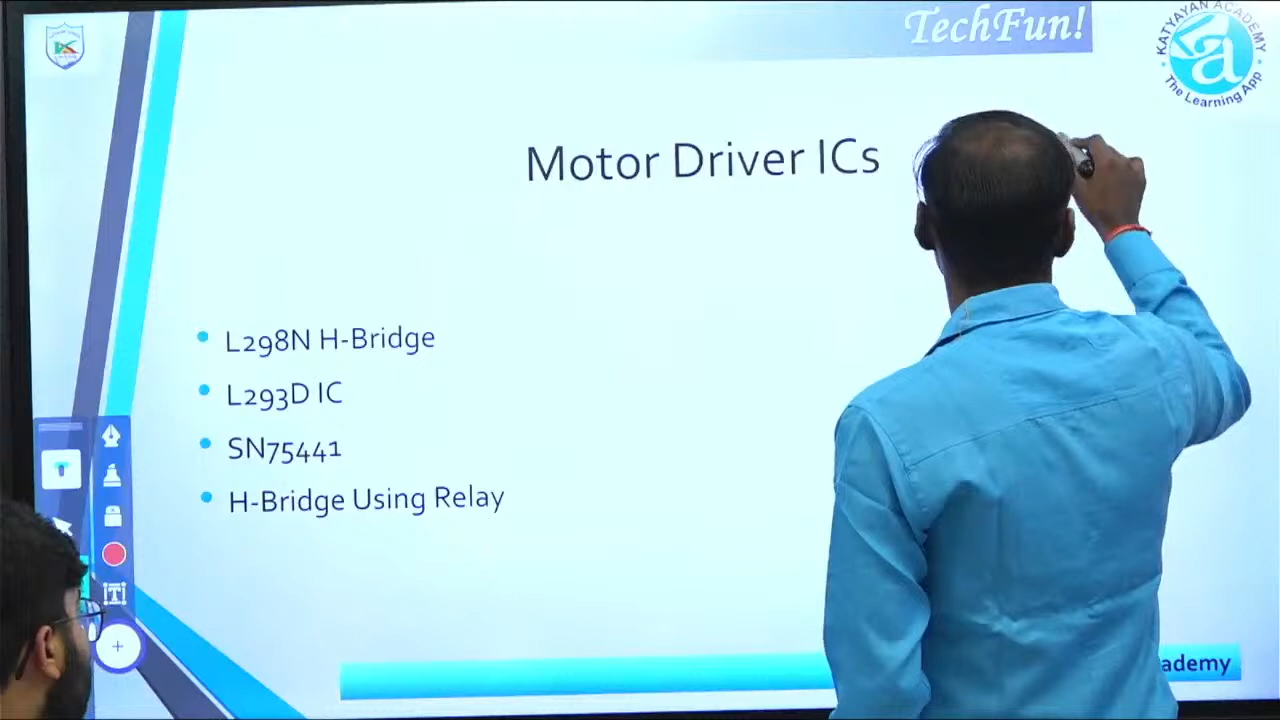 TechFun!
KATYAYAN ACADEMY
a
The Learning App
Motor Driver ICs
L298N H-Bridge
L293D IC
SN75441
H-Bridge Using Relay
ademy